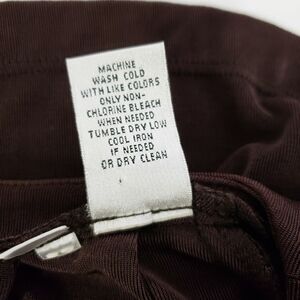 MACHINE
WASH COLD
WITH LIKE COLORS
ONLY NON-
CHLORINE BLEACH
WHEN NEEDED
TUMBLE DRY LOW
COOL IRON
IF NEEDED
OR DRY CLEAN